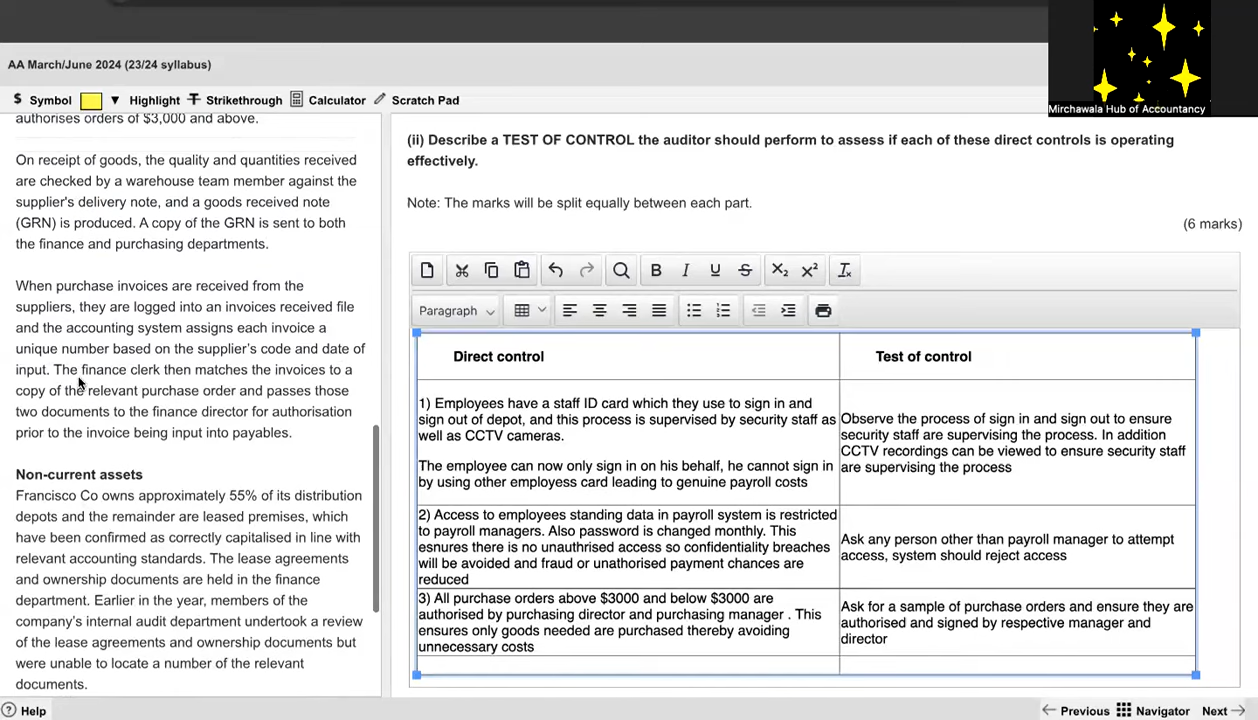 AA March/June 2024 (23/24 syllabus)
Mirchawala Hub of Accountancy
$ Symbol
Highlight
Strikethrough
Calculator
Scratch Pad
authorises orders of $3,000 and above.
On receipt of goods, the quality and quantities received
are checked by a warehouse team member against the
supplier's delivery note, and a goods received note
(GRN) is produced. A copy of the GRN is sent to both
the finance and purchasing departments.
When purchase invoices are received from the
suppliers, they are logged into an invoices received file
and the accounting system assigns each invoice a
unique number based on the supplier's code and date of
input. The finance clerk then matches the invoices to a
copy of the relevant purchase order and passes those
two documents to the finance director for authorisation
prior to the invoice being input into payables.
Non-current assets
Francisco Co owns approximately 55% of its distribution
depots and the remainder are leased premises, which
have been confirmed as correctly capitalised in line with
relevant accounting standards. The lease agreements
and ownership documents are held in the finance
department. Earlier in the year, members of the
company's internal audit department undertook a review
of the lease agreements and ownership documents but
were unable to locate a number of the relevant
documents.
(ii) Describe a TEST OF CONTROL the auditor should perform to assess if each of these direct controls is operating
effectively.
Note: The marks will be split equally between each part.
(6 marks)
B I U S X₂ X² Tx
Paragraph
Direct control
Test of control
1) Employees have a staff ID card which they use to sign in and
sign out of depot, and this process is supervised by security staff as
well as CCTV cameras.
The employee can now only sign in on his behalf, he cannot sign in
by using other employess card leading to genuine payroll costs
Observe the process of sign in and sign out to ensure
security staff are supervising the process. In addition
CCTV recordings can be viewed to ensure security staff
are supervising the process
2) Access to employees standing data in payroll system is restricted
to payroll managers. Also password is changed monthly. This
esnures there is no unauthrised access so confidentiality breaches
will be avoided and fraud or unathorised payment chances are
reduced
Ask any person other than payroll manager to attempt
access, system should reject access
3) All purchase orders above $3000 and below $3000 are
authorised by purchasing director and purchasing manager . This
ensures only goods needed are purchased thereby avoiding
unnecessary costs
Ask for a sample of purchase orders and ensure they are
authorised and signed by respective manager and
director
Help
Previous
Navigator
Next